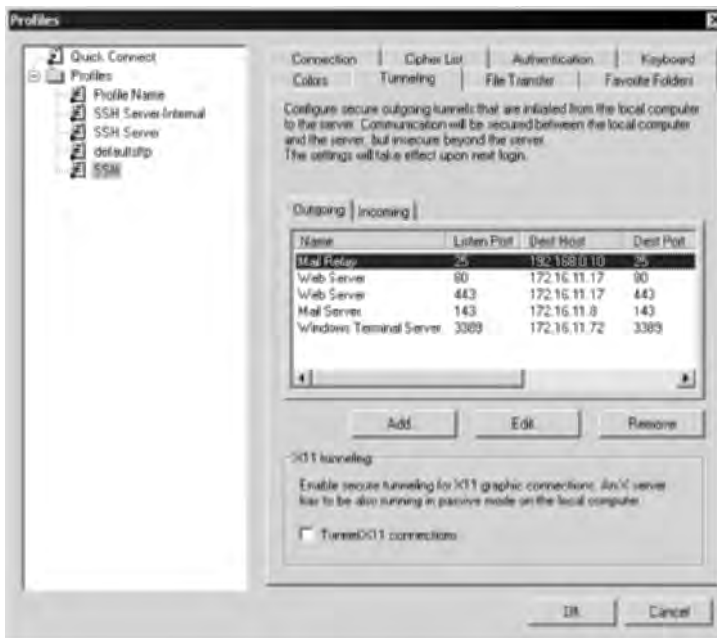 Profiles
Quick Connect
Profiles
Profile Name
SSH Server-Internal
SSH Server
defaultsftp
SSH
Connection Cipher List Authentication Keyboard
Colors Tunneling File Transfer Favorite Folders
Configure secure outgoing tunnels that are initiated from the local computer
to the server. Communication will be secured between the local computer
and the server, but insecure beyond the server.
The settings will take effect upon next login.
Outgoing Incoming
Name Listen Port Dest Host Dest Port
Mail Relay 25 192.168.0.10 25
Web Server 80 172.16.11.17 80
Web Server 443 172.16.11.17 443
Mail Server 143 172.16.11.8 143
Windows Terminal Server 3389 172.16.11.72 3389
Add... Edit... Remove
X11 tunneling
Enable secure tunneling for X11 graphic connections. An X server
has to be also running in passive mode on the local computer.
Tunnel X11 connections
OK Cancel